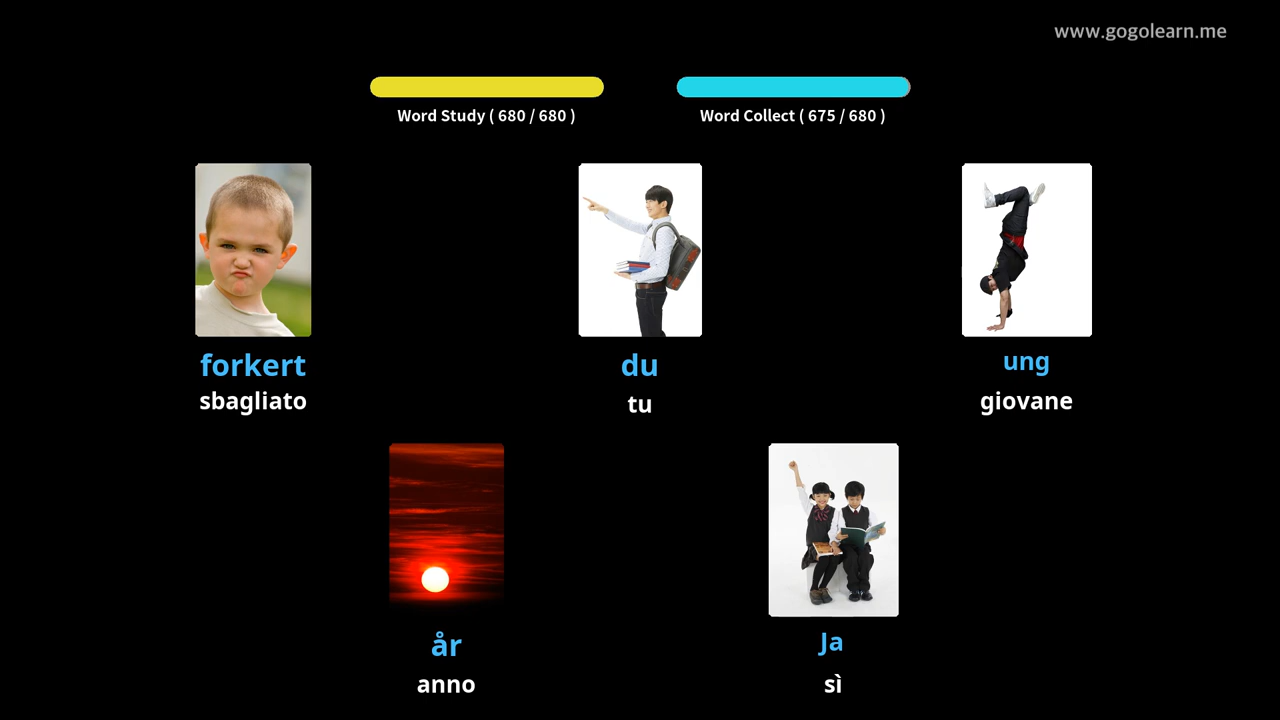 www.gogolearn.me
Word Study ( 680 / 680 )
Word Collect ( 675 / 680 )
forkert
sbagliato
du
tu
ung
giovane
år
anno
Ja
sì